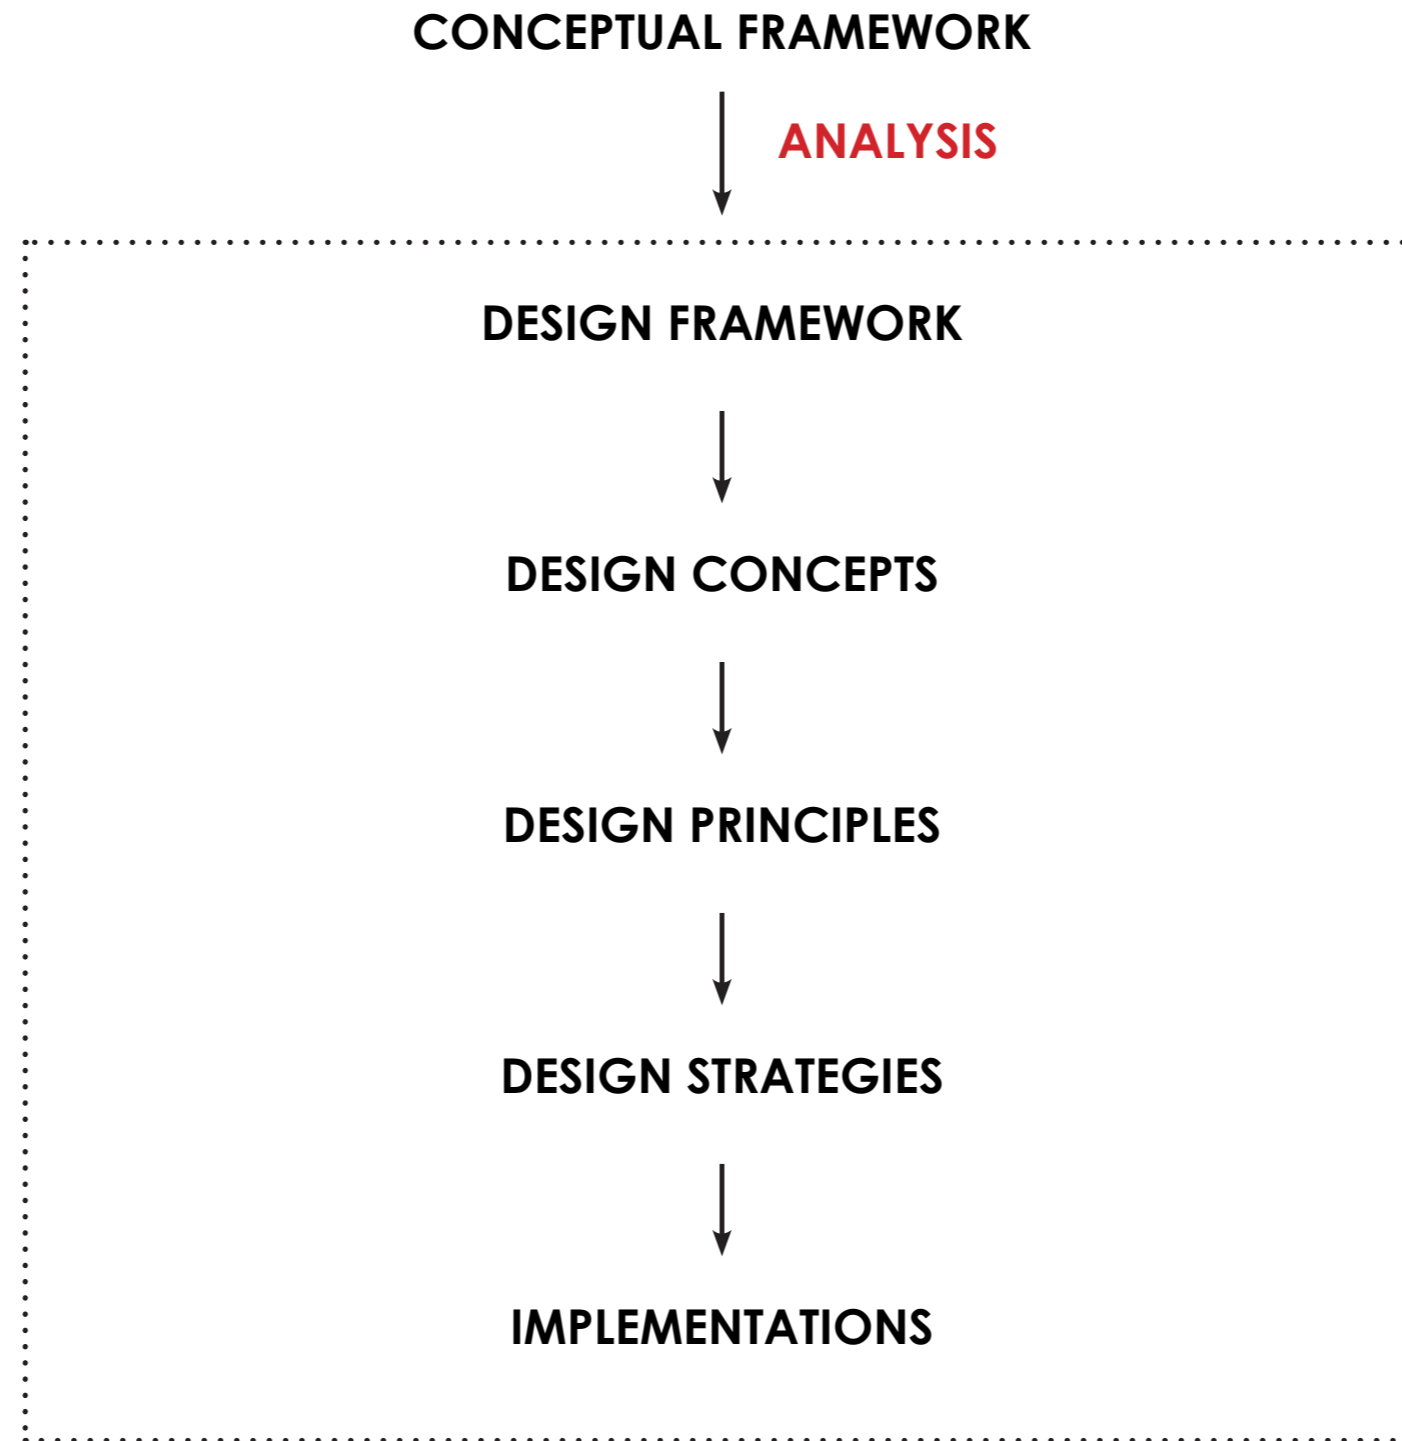 CONCEPTUAL FRAMEWORK
ANALYSIS
DESIGN FRAMEWORK
DESIGN CONCEPTS
DESIGN PRINCIPLES
DESIGN STRATEGIES
IMPLEMENTATIONS